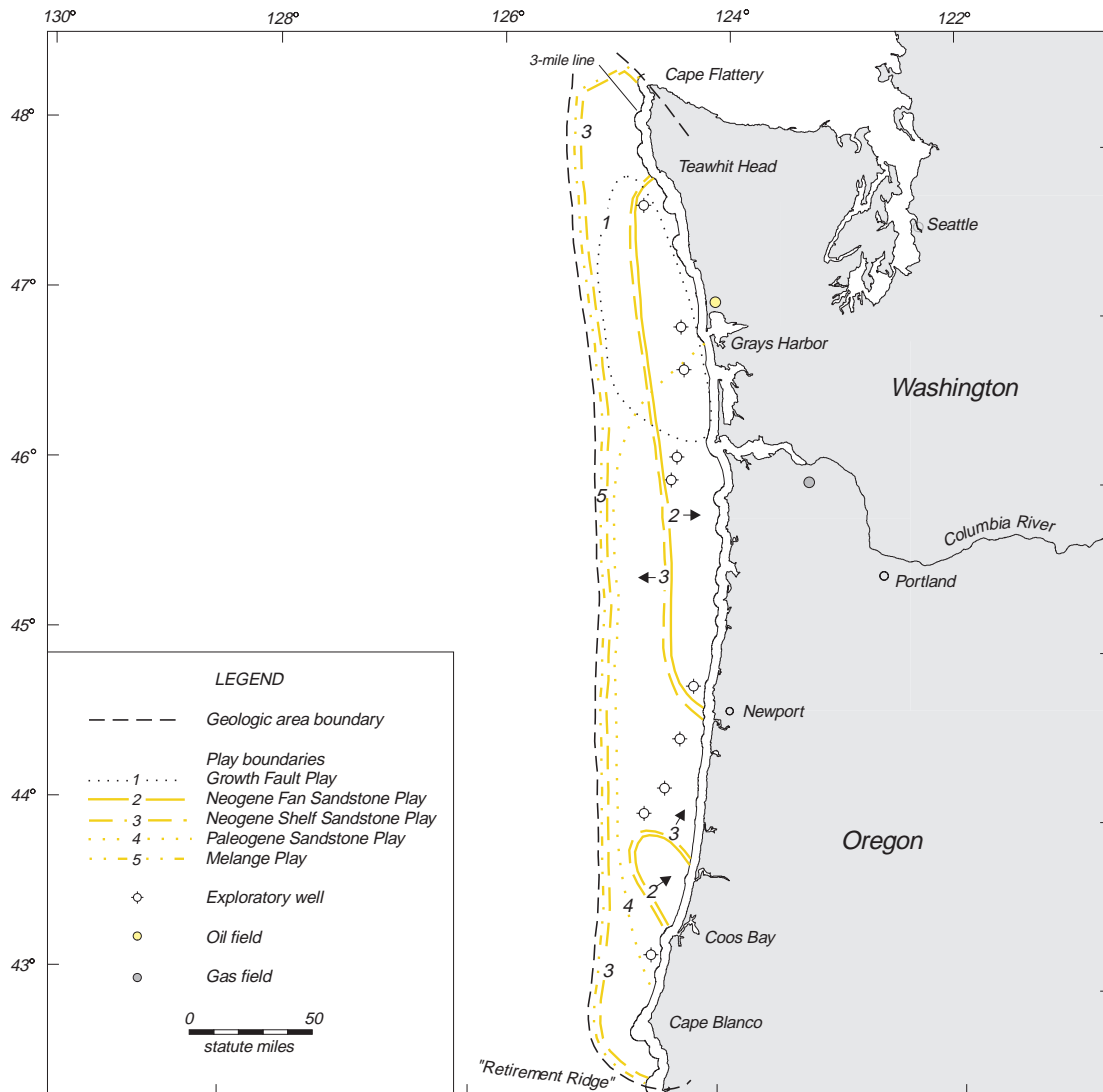 130°
128°
126°
124°
122°
3-mile line
Cape Flattery
48°
3
Teawhit Head
1
Seattle
47°
Grays Harbor
Washington
46°
5
2
Columbia River
3
Portland
45°
LEGEND
Geologic area boundary
Newport
Play boundaries
1 Growth Fault Play
2 Neogene Fan Sandstone Play
44°
3 Neogene Shelf Sandstone Play
4 Paleogene Sandstone Play
5 Melange Play
3
Oregon
Exploratory well
2
4
Oil field
Coos Bay
43°
3
Gas field
0 50
statute miles
Cape Blanco
"Retirement Ridge"